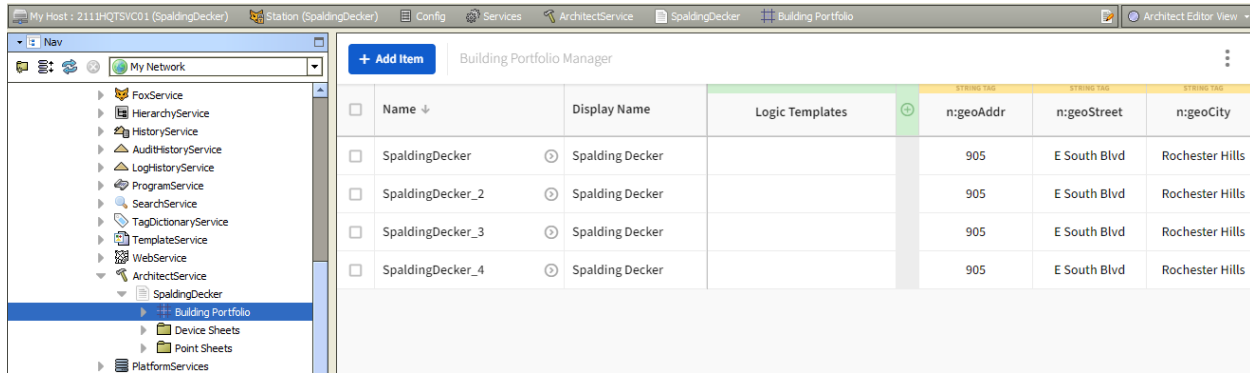 My Host : 2111HQTSVC01 (SpaldingDecker) Station (SpaldingDecker) Config Services ArchitectService SpaldingDecker Building Portfolio Architect Editor View
Nav
My Network
FoxService
HierarchyService
HistoryService
AuditHistoryService
LogHistoryService
ProgramService
SearchService
TagDictionaryService
TemplateService
WebService
ArchitectService
SpaldingDecker
Building Portfolio
Device Sheets
Point Sheets
PlatformServices
+ Add Item Building Portfolio Manager
STRING TAG STRING TAG STRING TAG
Name ↓ Display Name Logic Templates n:geoAddr n:geoStreet n:geoCity
SpaldingDecker Spalding Decker 905 E South Blvd Rochester Hills
SpaldingDecker_2 Spalding Decker 905 E South Blvd Rochester Hills
SpaldingDecker_3 Spalding Decker 905 E South Blvd Rochester Hills
SpaldingDecker_4 Spalding Decker 905 E South Blvd Rochester Hills